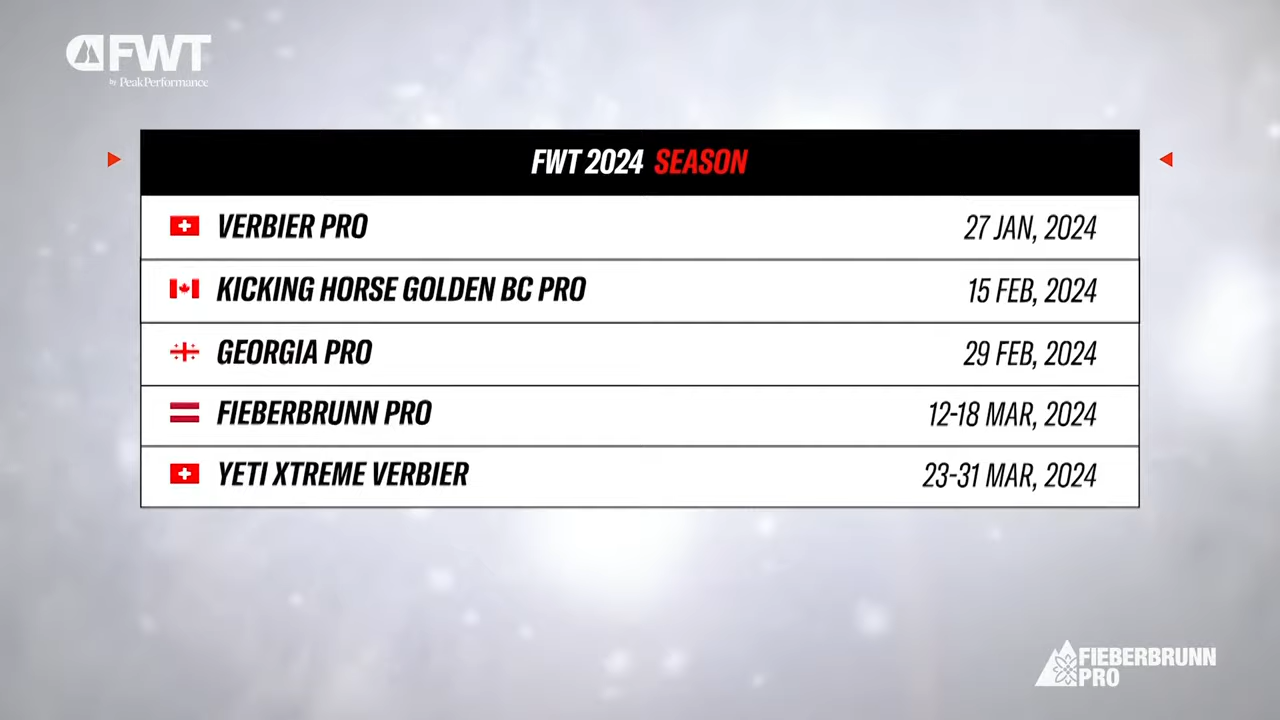 FWT
by PeakPerformance
FWT 2024 SEASON
VERBIER PRO 27 JAN, 2024
KICKING HORSE GOLDEN BC PRO 15 FEB, 2024
GEORGIA PRO 29 FEB, 2024
FIEBERBRUNN PRO 12-18 MAR, 2024
YETI XTREME VERBIER 23-31 MAR, 2024
FIEBERBRUNN
PRO